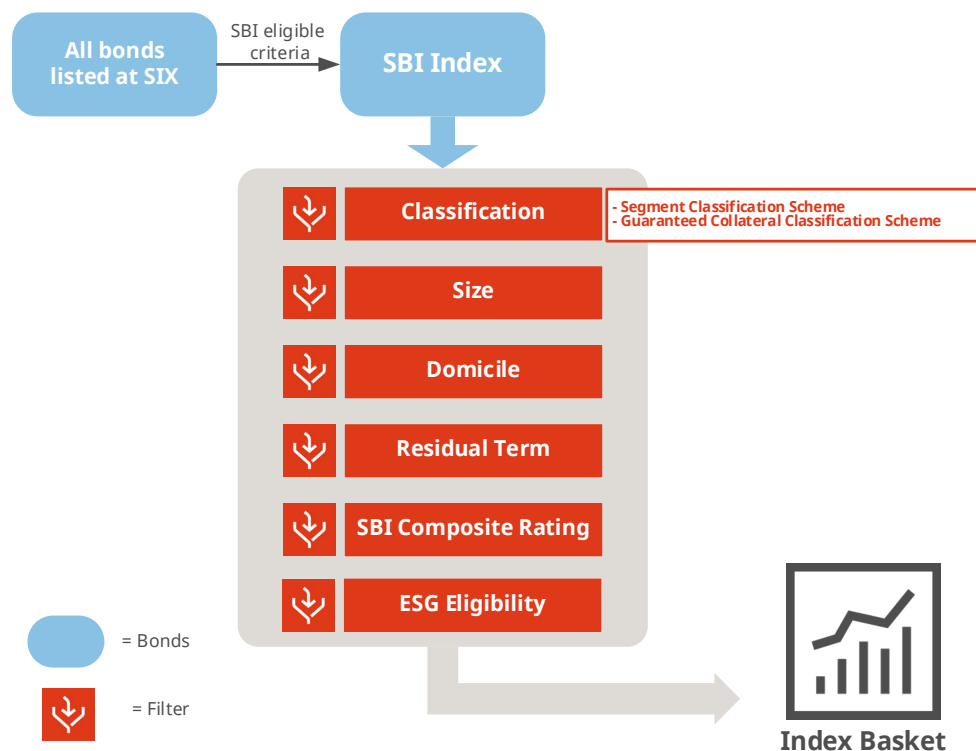 All bonds
listed at SIX
SBI eligible
criteria
SBI Index
Classification
- Segment Classification Scheme
- Guaranteed Collateral Classification Scheme
Size
Domicile
Residual Term
SBI Composite Rating
ESG Eligibility
= Bonds
= Filter
Index Basket